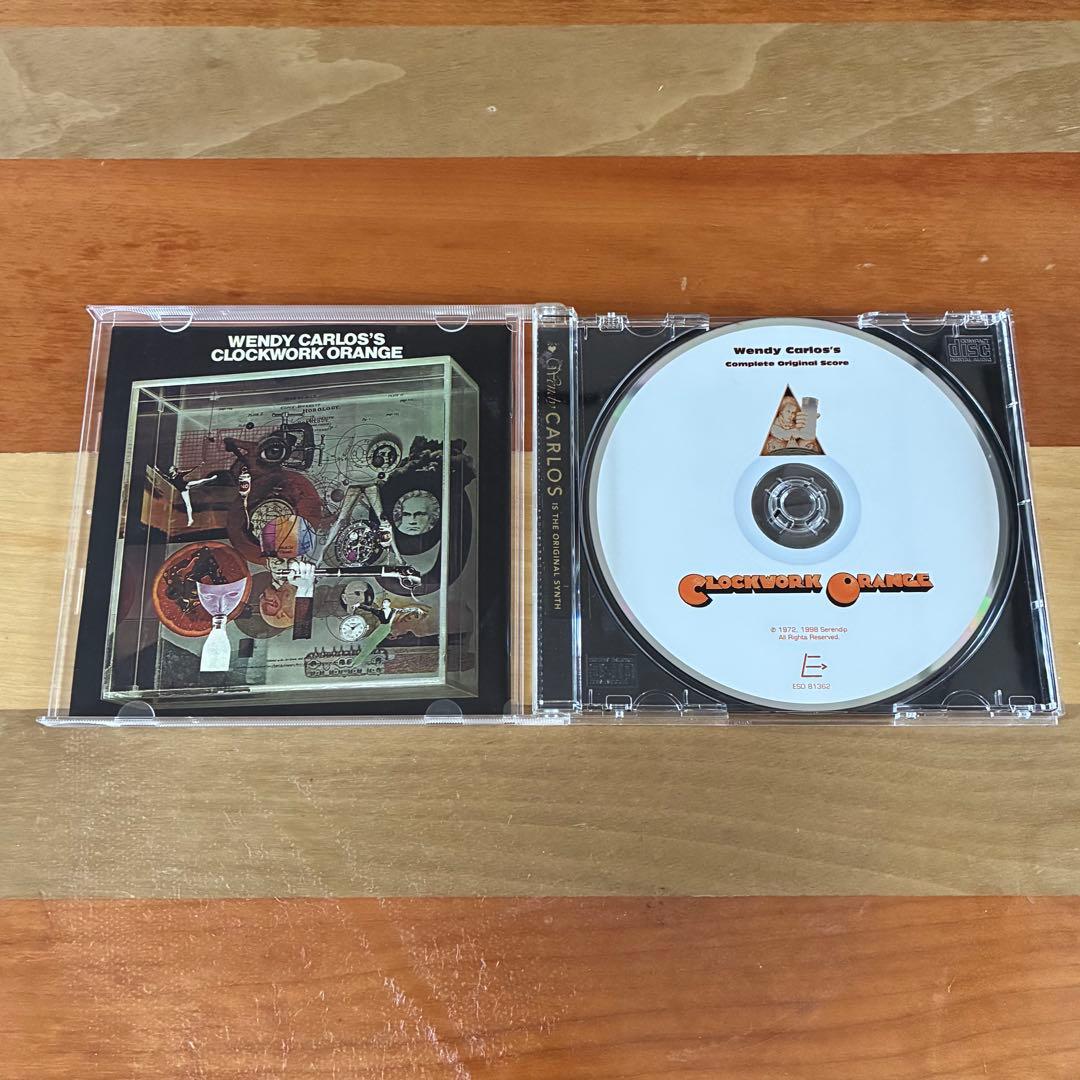 WENDY CARLOS'S
CLOCKWORK ORANGE
HOROLOGY.
Wendy CARLOS IS THE ORIGINAL SYNTH
COMPACT
disc
DIGITAL AUDIO
Wendy Carlos's
Complete Original Score
CLOCKWORK ORANGE
© 1972, 1998 Serendip
All Rights Reserved.
ESD 81362